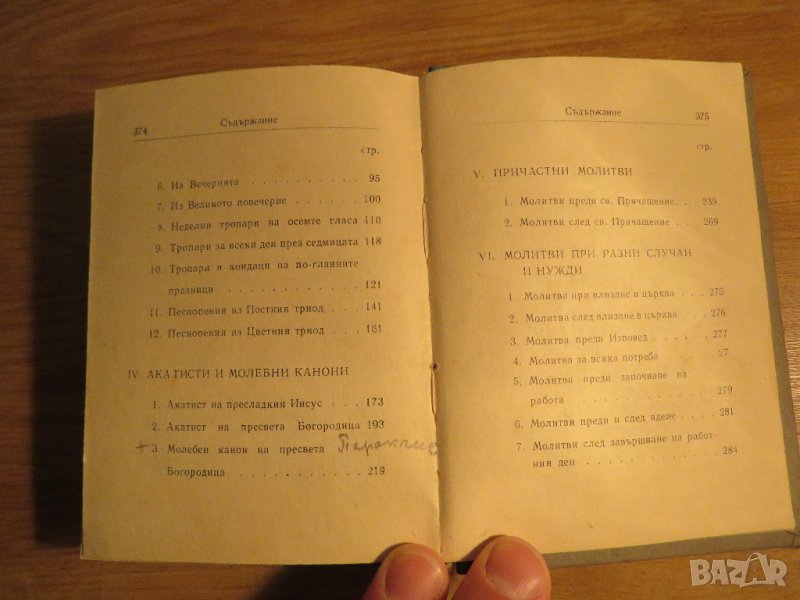 374 Съдържание
стр.
6. Из Вечернята . . . . . . . . . . 95
7. Из Великото повечерие . . . . . . 100
8. Неделни тропари на осемте гласа 110
9. Тропари за всеки ден през седмицата 118
10. Тропари и кондаци на по-главните
празници . . . . . . . . . . 121
11. Песнопения из Постния триод . . . 141
12. Песнопения из Цветния триод . . . 161
IV. АКАТИСТИ И МОЛЕБНИ КАНОНИ
1. Акатист на пресладкия Иисус . . . 173
2. Акатист на пресвета Богородица 193
+ 3. Молебен канон на пресвета Параклис
Богородица . . . . . . . . . . 219
Съдържание 375
стр.
V. ПРИЧАСТНИ МОЛИТВИ
1. Молитви преди св. Причащение. . . 239
2. Молитви след св. Причащение . . . 269
VI. МОЛИТВИ ПРИ РАЗНИ СЛУЧАИ
И НУЖДИ
1. Молитва при влизане в църква . . . 275
2. Молитва след влизане в църква . . . 276
3. Молитва преди Изповед . . . . . 277
4. Молитва за всяка потреба . . . . 27
5. Молитва преди започване на
работа . . . . . . . . . . 279
6. Молитви преди и след ядене . . . . 281
7. Молитви след завършване на работ-
ния ден . . . . . . . . . . 284
BAZAR